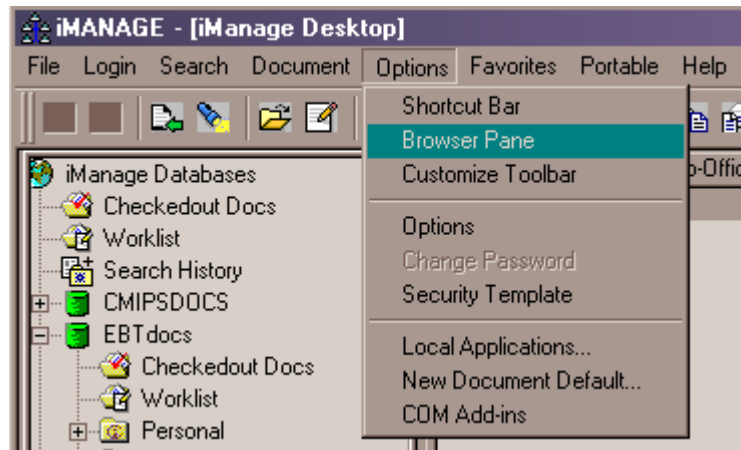 iMANAGE - [iManage Desktop]
File Login Search Document Options Favorites Portable Help
Shortcut Bar
Browser Pane
Customize Toolbar
Options
Change Password
Security Template
Local Applications...
New Document Default...
COM Add-ins
iManage Databases
Checkedout Docs
Worklist
Search History
CMIPSDOCS
EBTdocs
Checkedout Docs
Worklist
Personal